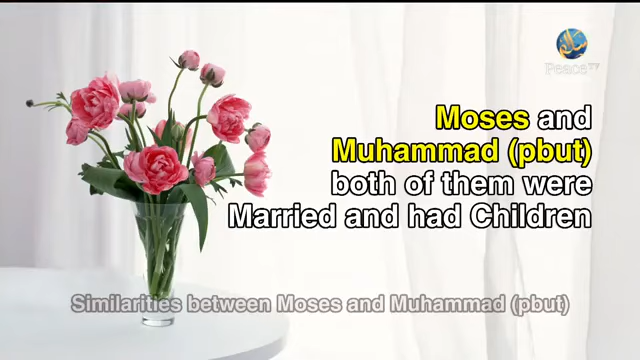 سلام
Peace TV
Moses and
Muhammad (pbut)
both of them were
Married and had Children
Similarities between Moses and Muhammad (pbut)